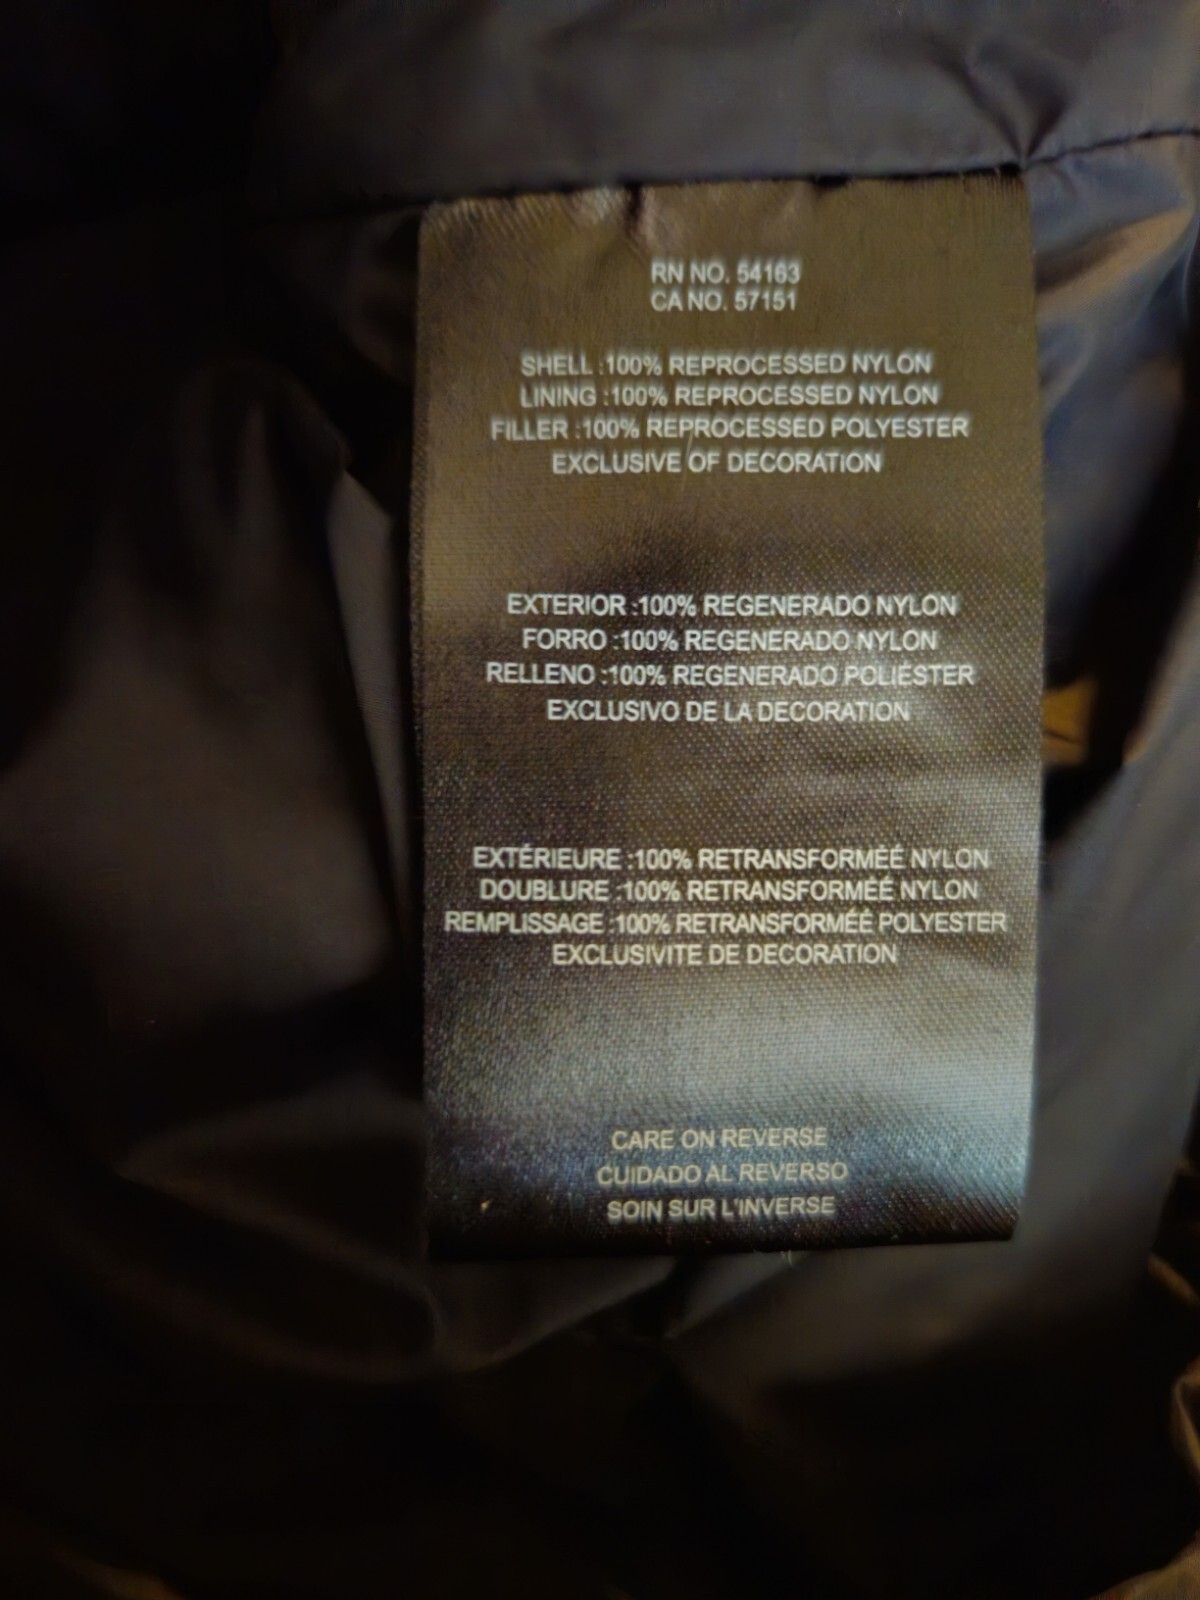 RN NO. 54163
CA NO. 57151
SHELL :100% REPROCESSED NYLON
LINING :100% REPROCESSED NYLON
FILLER :100% REPROCESSED POLYESTER
EXCLUSIVE OF DECORATION
EXTERIOR :100% REGENERADO NYLON
FORRO :100% REGENERADO NYLON
RELLENO :100% REGENERADO POLIÉSTER
EXCLUSIVO DE LA DECORATION
EXTÉRIEURE :100% RETRANSFORMÉÉ NYLON
DOUBLURE :100% RETRANSFORMÉÉ NYLON
REMPLISSAGE :100% RETRANSFORMÉÉ POLYESTER
EXCLUSIVITE DE DECORATION
CARE ON REVERSE
CUIDADO AL REVERSO
SOIN SUR L'INVERSE